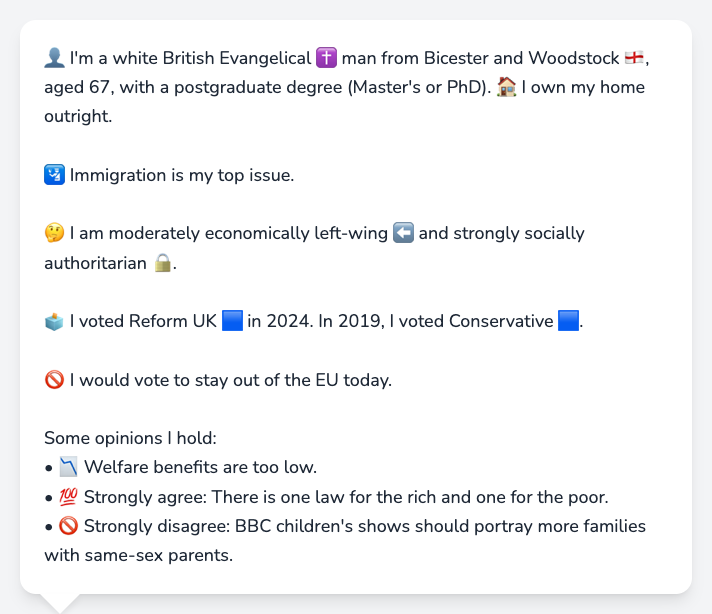 👤 I'm a white British Evangelical ✝️ man from Bicester and Woodstock 🏴󠁧󠁢󠁥󠁮󠁧󠁿,
aged 67, with a postgraduate degree (Master's or PhD). 🏠 I own my home
outright.
🛂 Immigration is my top issue.
🤔 I am moderately economically left-wing ⬅️ and strongly socially
authoritarian 🔒.
🗳️ I voted Reform UK 🟦 in 2024. In 2019, I voted Conservative 🟦.
🚫 I would vote to stay out of the EU today.
Some opinions I hold:
• 📉 Welfare benefits are too low.
• 💯 Strongly agree: There is one law for the rich and one for the poor.
• 🚫 Strongly disagree: BBC children's shows should portray more families
with same-sex parents.